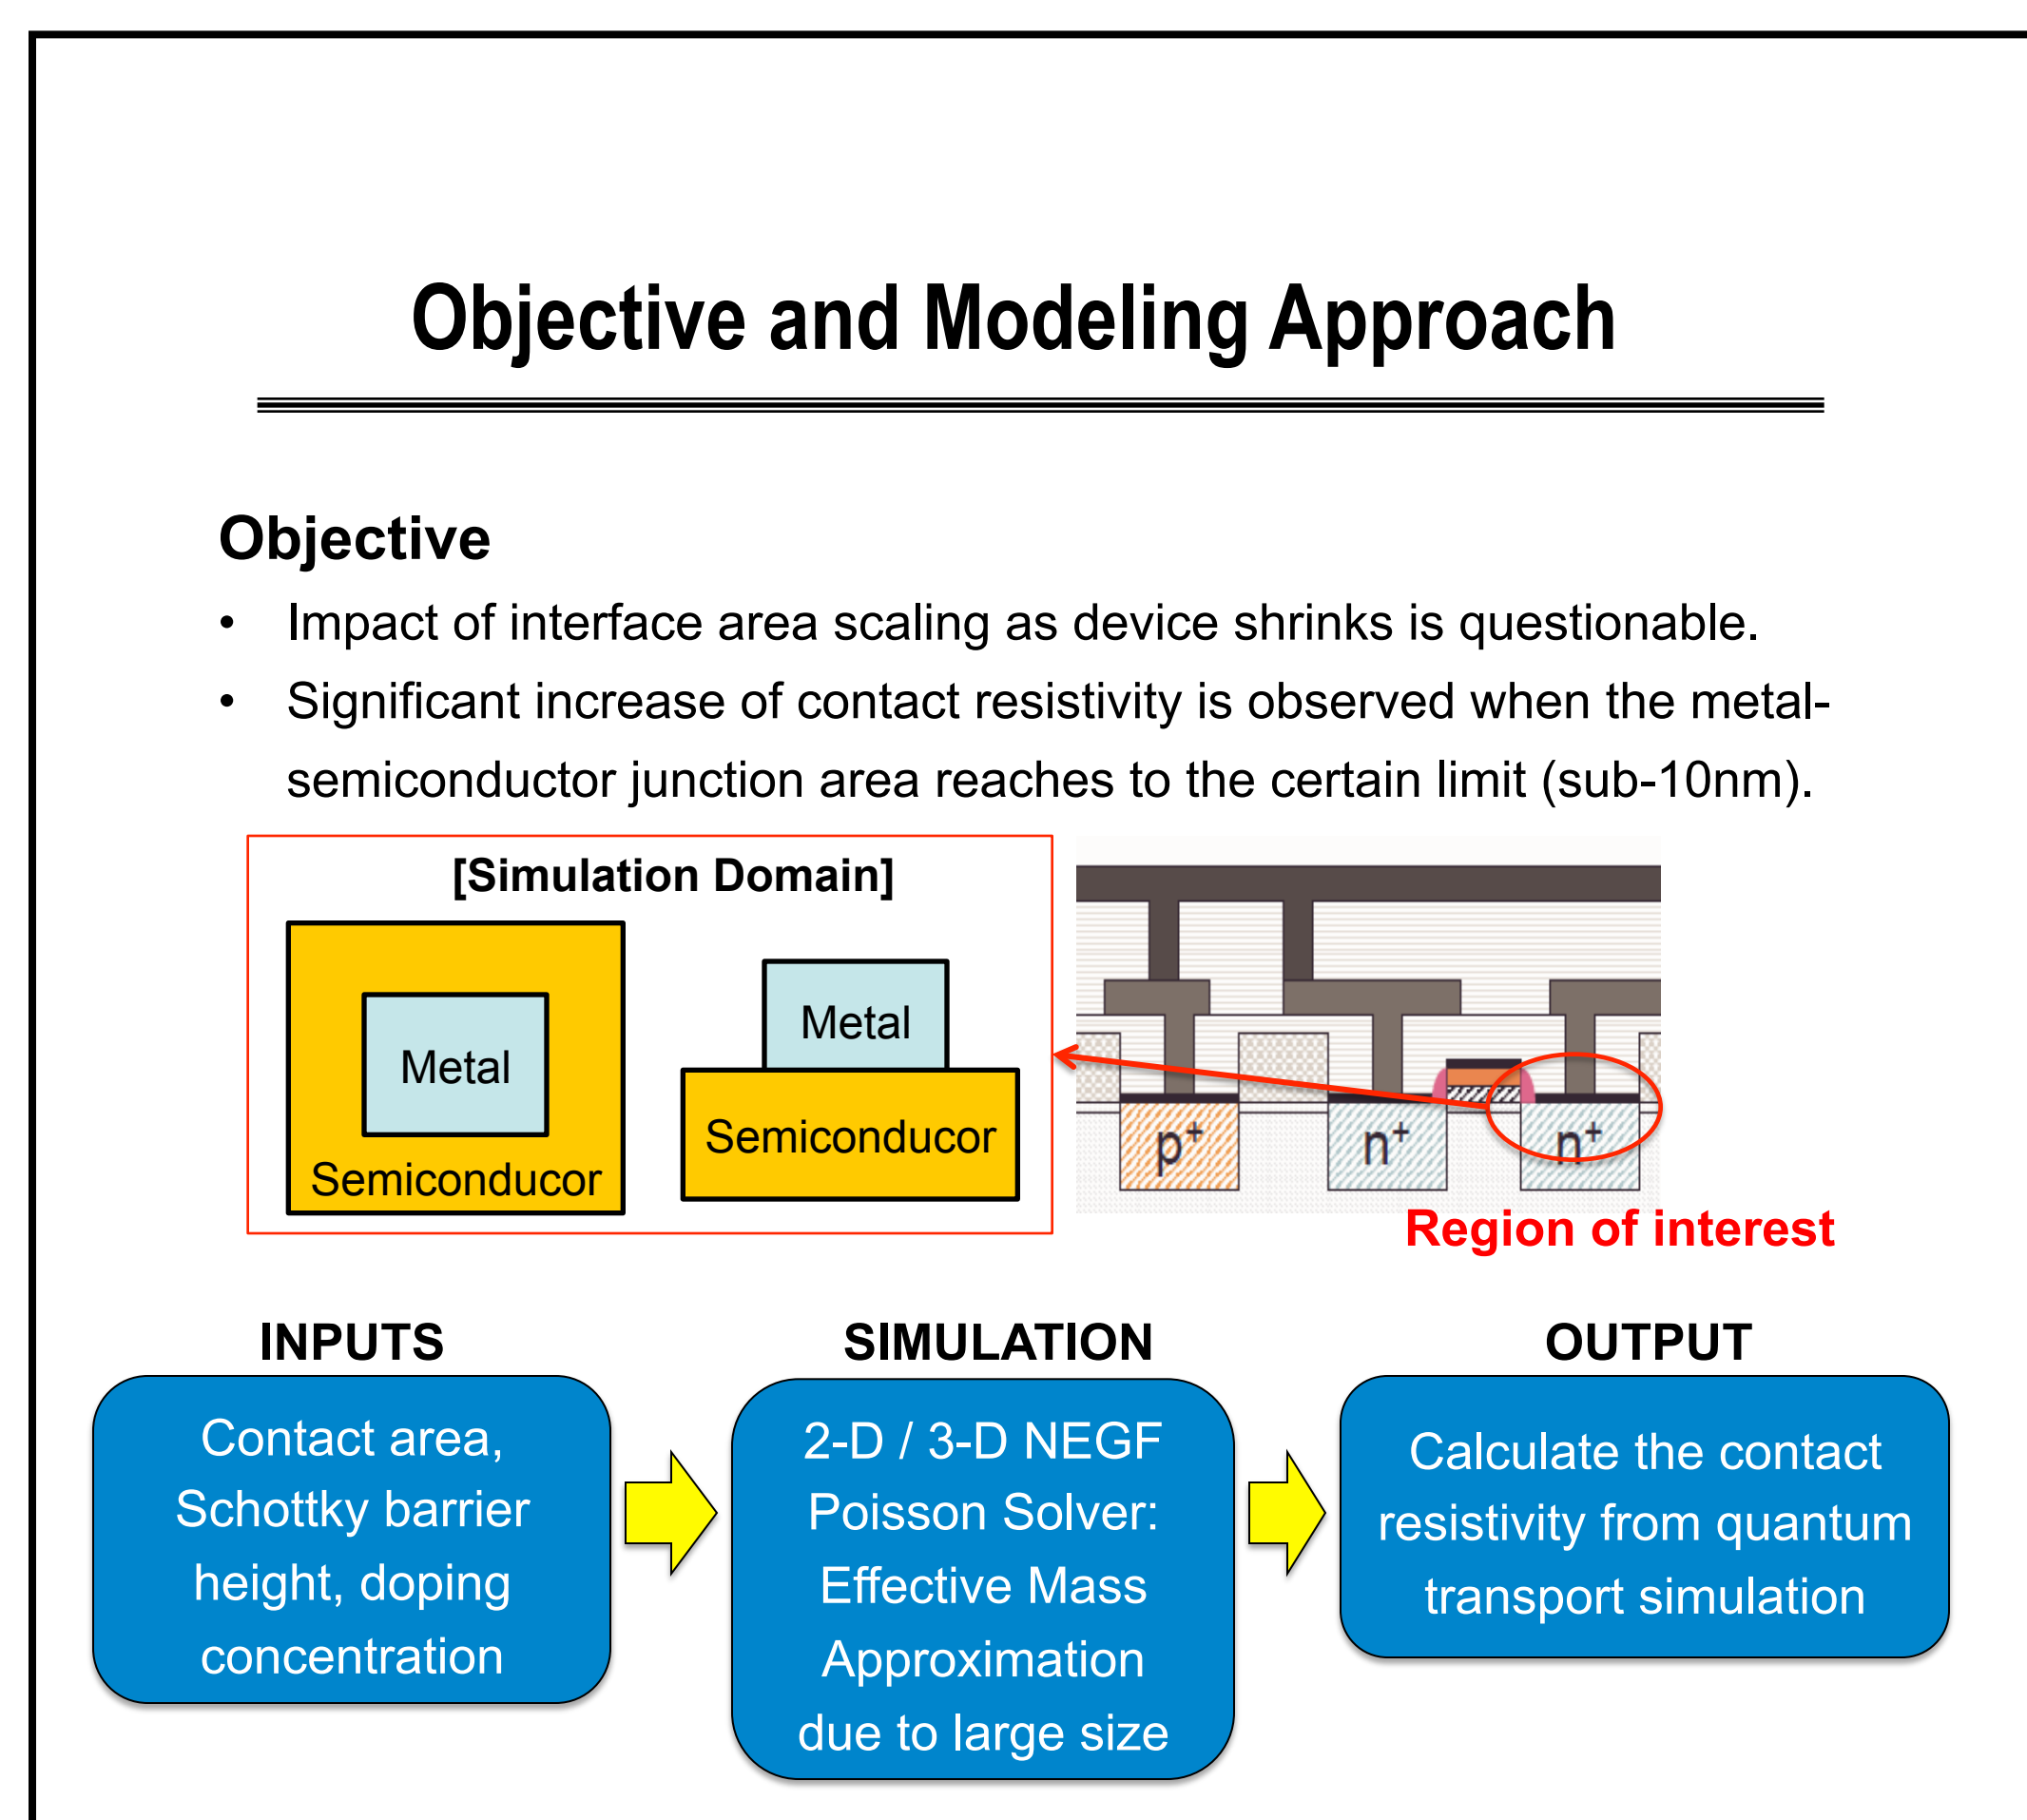 Objective and Modeling Approach
Objective
• Impact of interface area scaling as device shrinks is questionable.
• Significant increase of contact resistivity is observed when the metal-
semiconductor junction area reaches to the certain limit (sub-10nm).
[Simulation Domain]
Metal
Semiconducor
Metal
Semiconducor
p+
n+
n+
Region of interest
INPUTS
Contact area,
Schottky barrier
height, doping
concentration
SIMULATION
2-D / 3-D NEGF
Poisson Solver:
Effective Mass
Approximation
due to large size
OUTPUT
Calculate the contact
resistivity from quantum
transport simulation